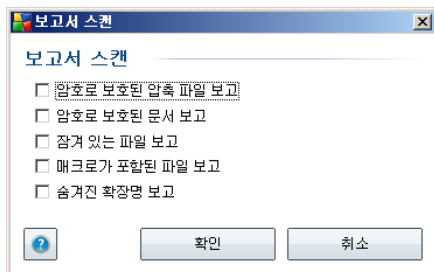 보고서 스캔
보고서 스캔
암호로 보호된 압축 파일 보고
암호로 보호된 문서 보고
잠겨 있는 파일 보고
매크로가 포함된 파일 보고
숨겨진 확장명 보고
확인
취소